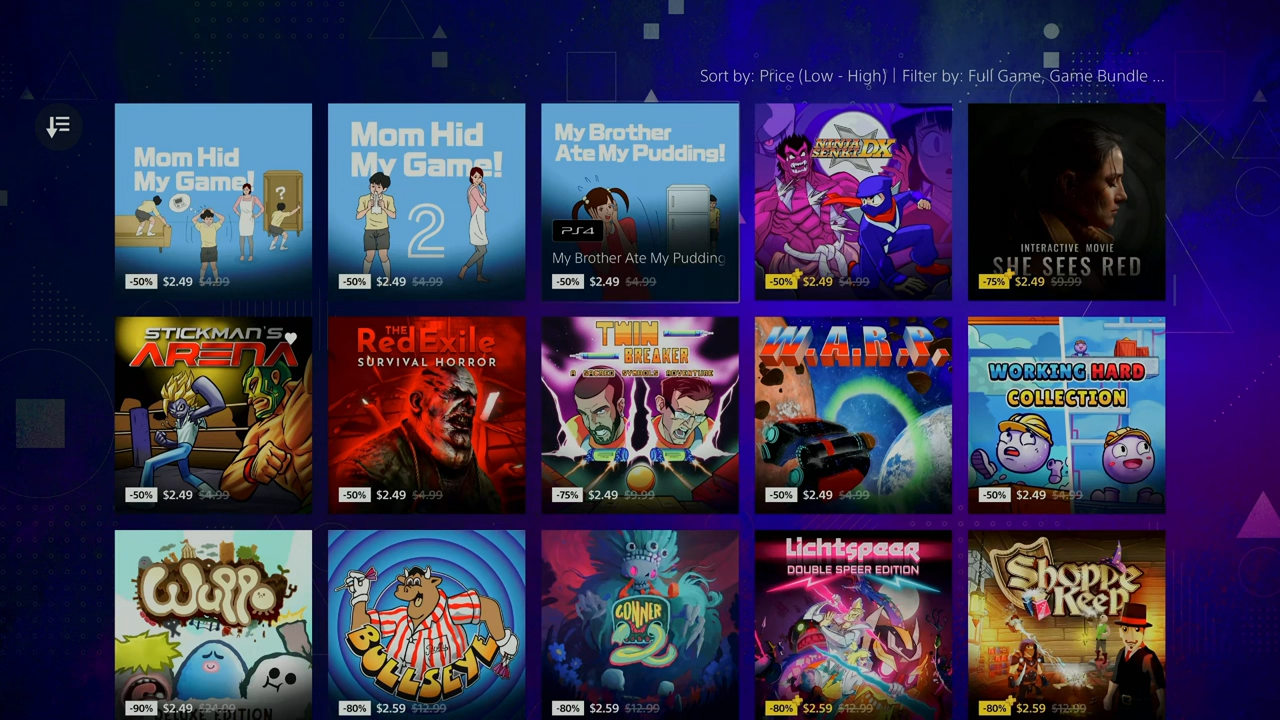 Sort by: Price (Low - High) | Filter by: Full Game, Game Bundle ...
Mom Hid
My Game!
?
-50% $2.49 $4.99
Mom Hid
My Game!
2
-50% $2.49 $4.99
My Brother
Ate My Pudding!
PS4
My Brother Ate My Pudding
-50% $2.49 $4.99
NINJA
SENKI DX
-50% $2.49 $4.99
INTERACTIVE MOVIE
SHE SEES RED
-75% $2.49 $9.99
STICKMAN'S
ARENA
-50% $2.49 $4.99
THE
RedExile
SURVIVAL HORROR
-50% $2.49 $4.99
TWIN
BREAKER
A SACRED SYMBOLS ADVENTURE
-75% $2.49 $9.99
W.A.R.P.
-50% $2.49 $4.99
WORKING HARD
COLLECTION
-50% $2.49 $4.99
Wuppo
EDITION
-90% $2.49 $24.99
BULLSEYE
-80% $2.59 $12.99
GONNER
2
-80% $2.59 $12.99
Lichtspeer
DOUBLE SPEER EDITION
-80% $2.59 $12.99
Shoppe
Keep
-80% $2.59 $12.99